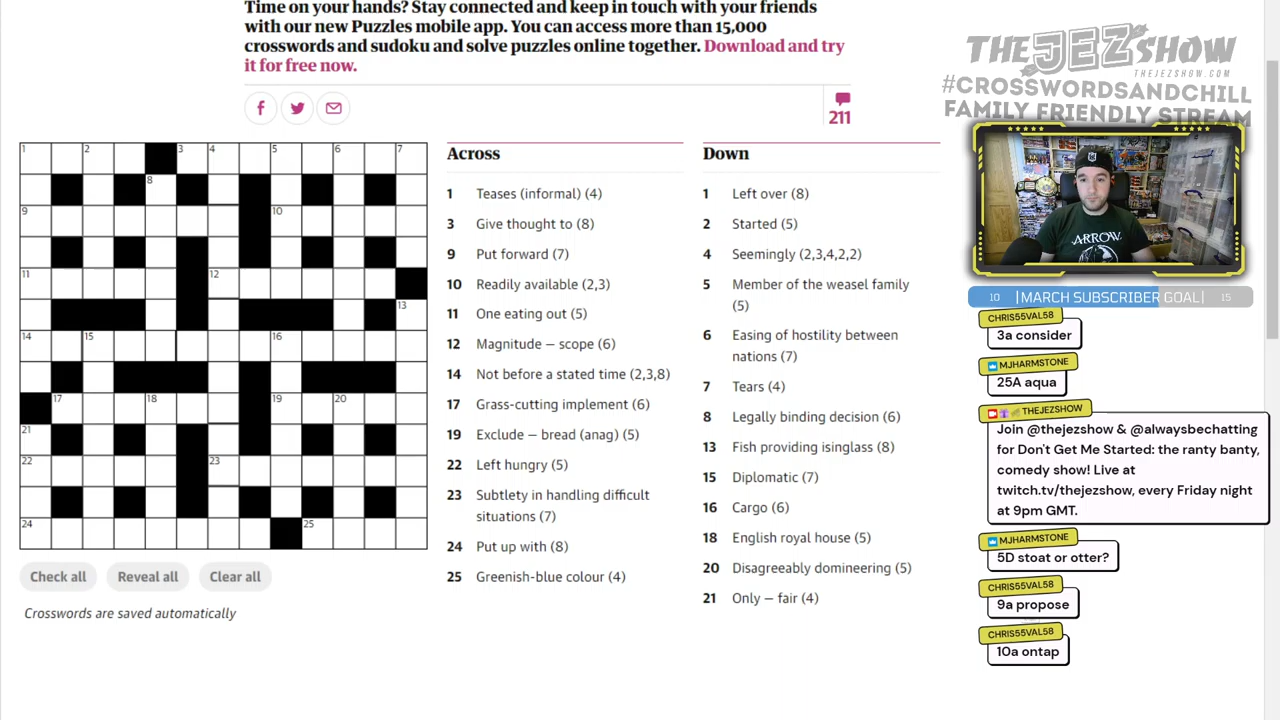 Time on your hands? Stay connected and keep in touch with your friends
with our new Puzzles mobile app. You can access more than 15,000
crosswords and sudoku and solve puzzles online together. Download and try
it for free now.
211
THE JEZ SHOW
THEJEZSHOW.COM
#CROSSWORDSANDCHILL
FAMILY FRIENDLY STREAM
1 2 3 4 5 6 7
8
9 10
11 12
13
14 15 16
17 18 19 20
21
22 23
24 25
Check all Reveal all Clear all
Crosswords are saved automatically
Across
1 Teases (informal) (4)
3 Give thought to (8)
9 Put forward (7)
10 Readily available (2,3)
11 One eating out (5)
12 Magnitude – scope (6)
14 Not before a stated time (2,3,8)
17 Grass-cutting implement (6)
19 Exclude – bread (anag) (5)
22 Left hungry (5)
23 Subtlety in handling difficult
situations (7)
24 Put up with (8)
25 Greenish-blue colour (4)
Down
1 Left over (8)
2 Started (5)
4 Seemingly (2,3,4,2,2)
5 Member of the weasel family
(5)
6 Easing of hostility between
nations (7)
7 Tears (4)
8 Legally binding decision (6)
13 Fish providing isinglass (8)
15 Diplomatic (7)
16 Cargo (6)
18 English royal house (5)
20 Disagreeably domineering (5)
21 Only – fair (4)
ARROW
10 |MARCH SUBSCRIBER GOAL| 15
CHRIS55VAL58
3a consider
MJHARMSTONE
25A aqua
THEJEZSHOW
Join @thejezshow & @alwaysbechatting
for Don't Get Me Started: the ranty banty,
comedy show! Live at
twitch.tv/thejezshow, every Friday night
at 9pm GMT.
MJHARMSTONE
5D stoat or otter?
CHRIS55VAL58
9a propose
CHRIS55VAL58
10a ontap